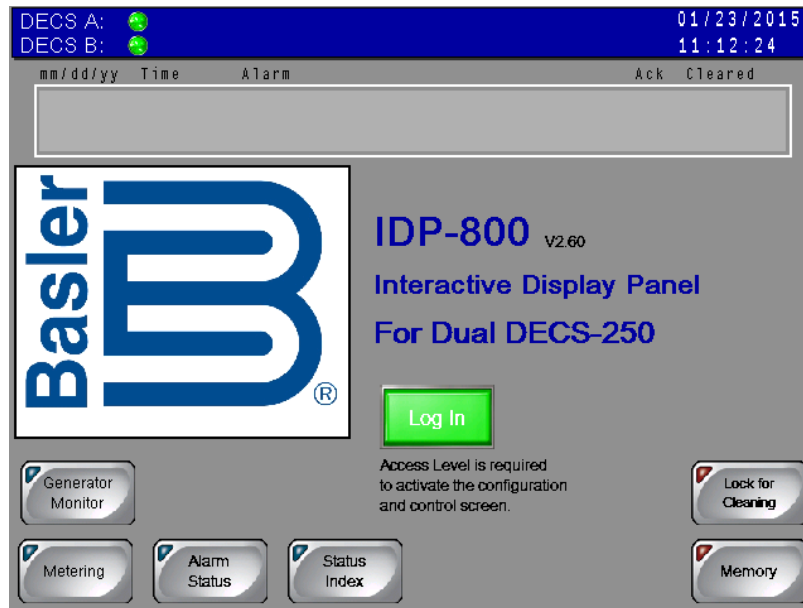 DECS A:
01/23/2015
DECS B:
11:12:24
mm/dd/yy Time Alarm Ack Cleared
Basler
B
®
IDP-800 V2.60
Interactive Display Panel
For Dual DECS-250
Log In
Access Level is required
to activate the configuration
and control screen.
Generator
Monitor
Lock for
Cleaning
Metering
Alarm
Status
Status
Index
Memory